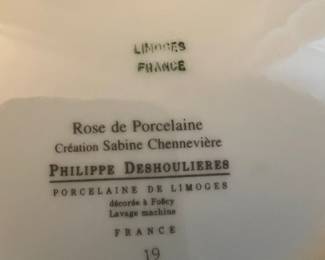 LIMOGES
FRANCE
Rose de Porcelaine
Création Sabine Chennevière
PHILIPPE DESHOULIERES
PORCELAINE DE LIMOGES
décorée à Foëcy
Lavage machine
FRANCE
19